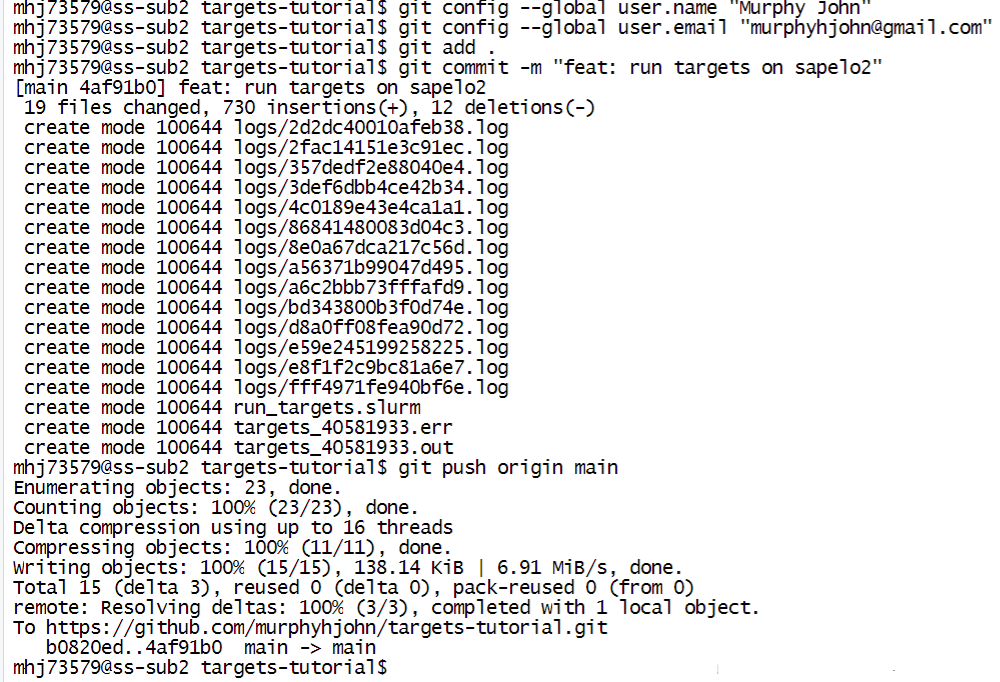 mhj73579@ss-sub2 targets-tutorial$ git config --global user.name "Murphy John"
mhj73579@ss-sub2 targets-tutorial$ git config --global user.email "murphyhjohn@gmail.com"
mhj73579@ss-sub2 targets-tutorial$ git add .
mhj73579@ss-sub2 targets-tutorial$ git commit -m "feat: run targets on sapelo2"
[main 4af91b0] feat: run targets on sapelo2
 19 files changed, 730 insertions(+), 12 deletions(-)
 create mode 100644 logs/2d2dc40010afeb38.log
 create mode 100644 logs/2fac14151e3c91ec.log
 create mode 100644 logs/357dedf2e88040e4.log
 create mode 100644 logs/3def6dbb4ce42b34.log
 create mode 100644 logs/4c0189e43e4ca1a1.log
 create mode 100644 logs/86841480083d04c3.log
 create mode 100644 logs/8e0a67dca217c56d.log
 create mode 100644 logs/a56371b99047d495.log
 create mode 100644 logs/a6c2bbb73fffafd9.log
 create mode 100644 logs/bd343800b3f0d74e.log
 create mode 100644 logs/d8a0ff08fea90d72.log
 create mode 100644 logs/e59e245199258225.log
 create mode 100644 logs/e8f1f2c9bc81a6e7.log
 create mode 100644 logs/fff4971fe940bf6e.log
 create mode 100644 run_targets.slurm
 create mode 100644 targets_40581933.err
 create mode 100644 targets_40581933.out
mhj73579@ss-sub2 targets-tutorial$ git push origin main
Enumerating objects: 23, done.
Counting objects: 100% (23/23), done.
Delta compression using up to 16 threads
Compressing objects: 100% (11/11), done.
Writing objects: 100% (15/15), 138.14 KiB | 6.91 MiB/s, done.
Total 15 (delta 3), reused 0 (delta 0), pack-reused 0 (from 0)
remote: Resolving deltas: 100% (3/3), completed with 1 local object.
To https://github.com/murphyhjohn/targets-tutorial.git
   b0820ed..4af91b0  main -> main
mhj73579@ss-sub2 targets-tutorial$